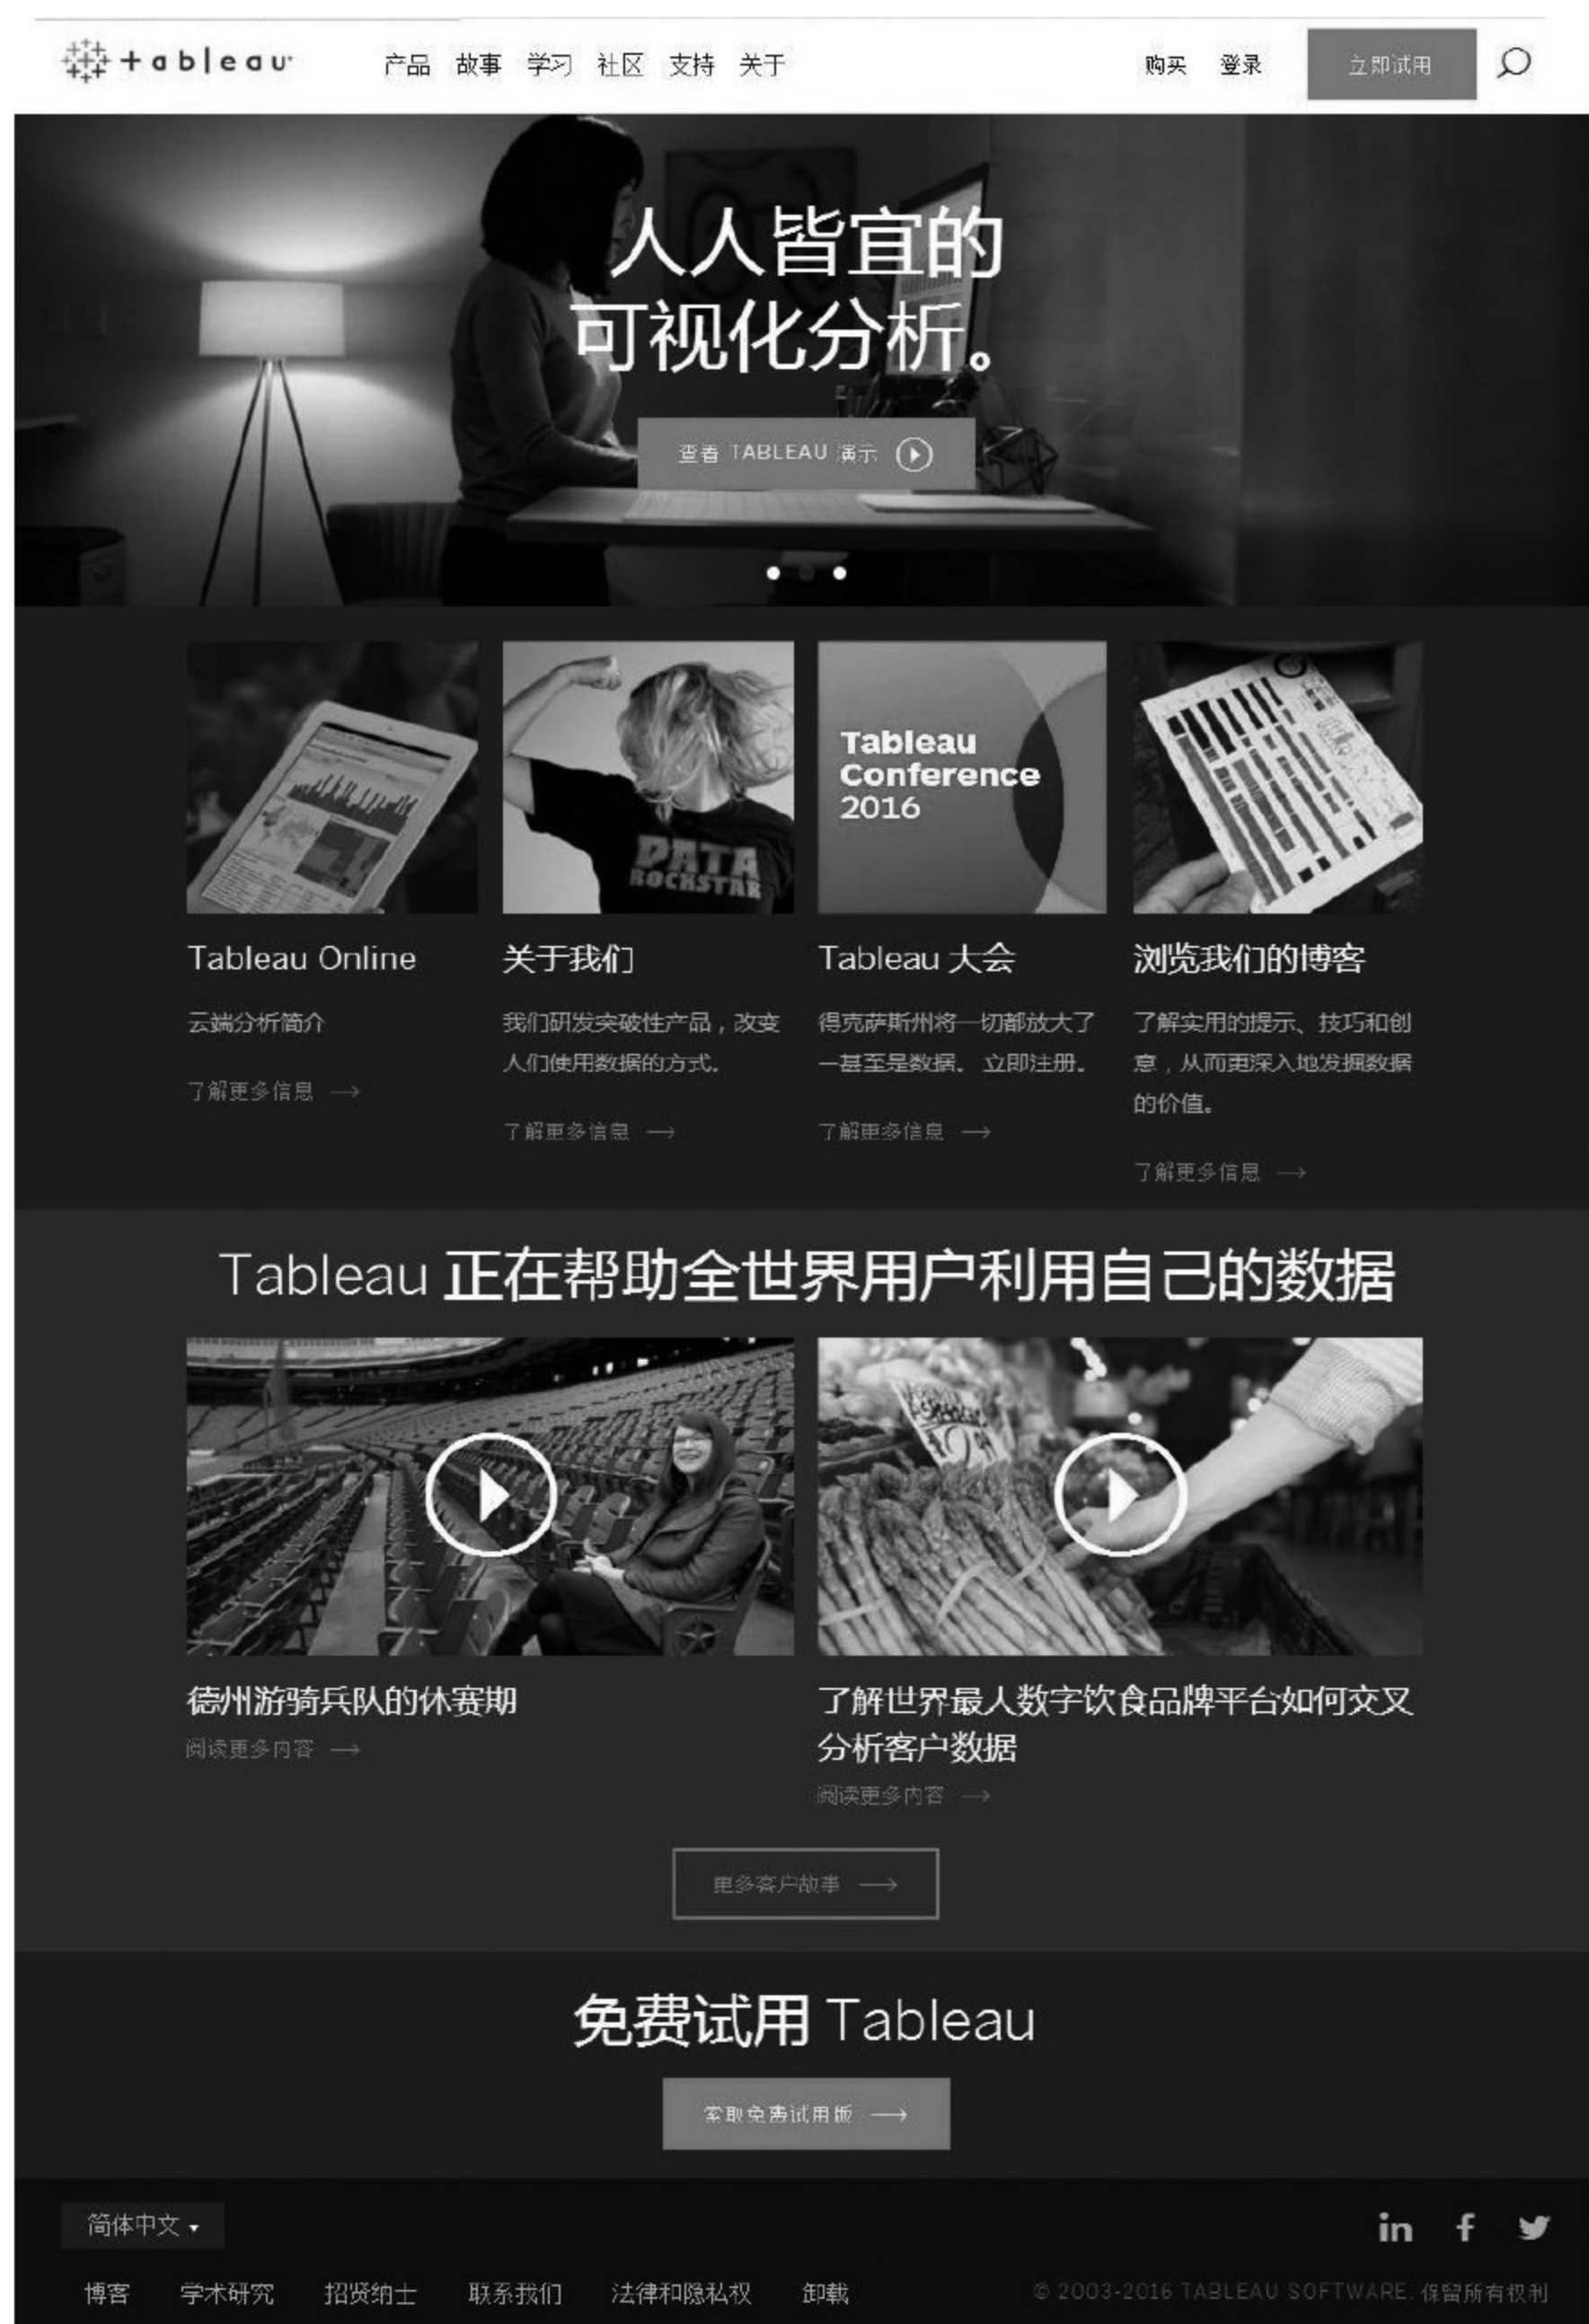 +ableau
产品 故事 学习 社区 支持 关于
购买 登录 立即试用
人人皆宜的
可视化分析。
查看 TABLEAU 演示
DATA
ROCKSTAR
Tableau
Conference
2016
Tableau Online
云端分析简介
了解更多信息 →
关于我们
我们研发突破性产品，改变
人们使用数据的方式。
了解更多信息 →
Tableau 大会
得克萨斯州将一切都放大了
—甚至是数据。 立即注册。
了解更多信息 →
浏览我们的博客
了解实用的提示、技巧和创
意，从而更深入地发掘数据
的价值。
了解更多信息 →
Tableau 正在帮助全世界用户利用自己的数据
德州游骑兵队的休赛期
阅读更多内容 →
了解世界最人数字饮食品牌平台如何交叉
分析客户数据
阅读更多内容 →
更多客户故事 →
免费试用 Tableau
索取免费试用版 →
简体中文
in f
博客 学术研究 招贤纳士 联系我们 法律和隐私权 卸载
© 2003-2016 TABLEAU SOFTWARE. 保留所有权利